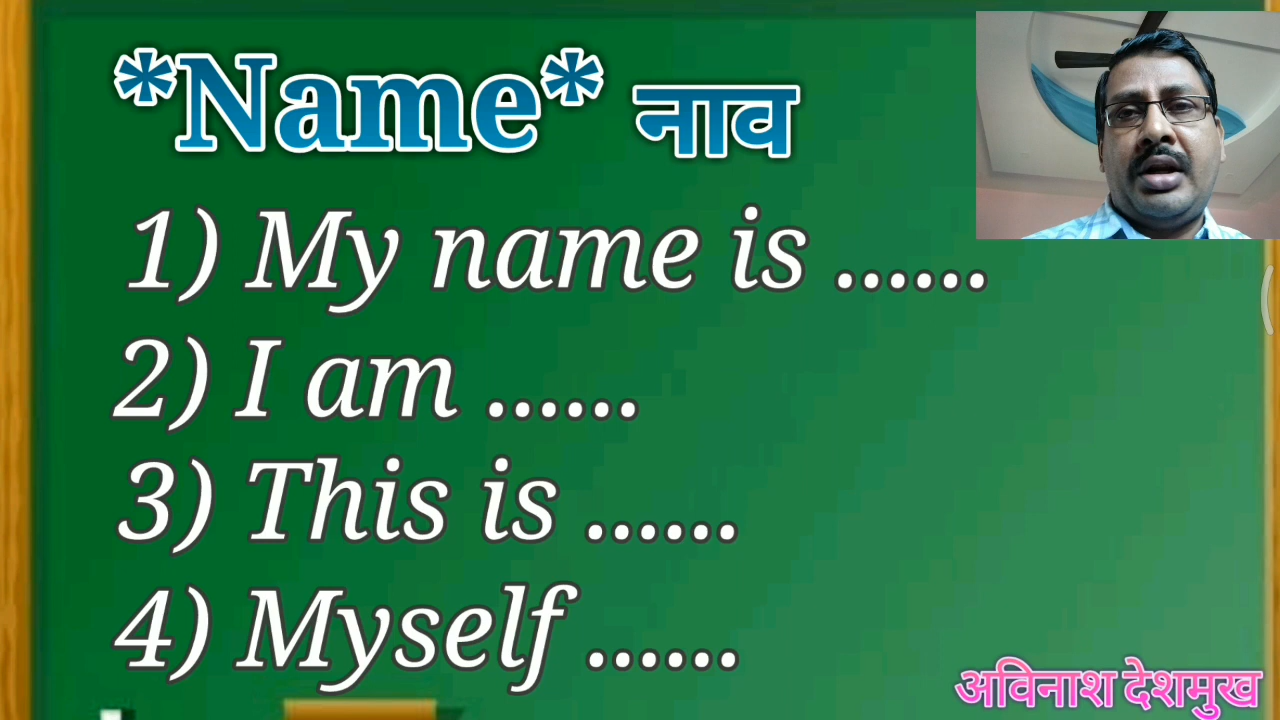 *Name* नाव
1) My name is ......
2) I am ......
3) This is ......
4) Myself ......
अविनाश देशमुख